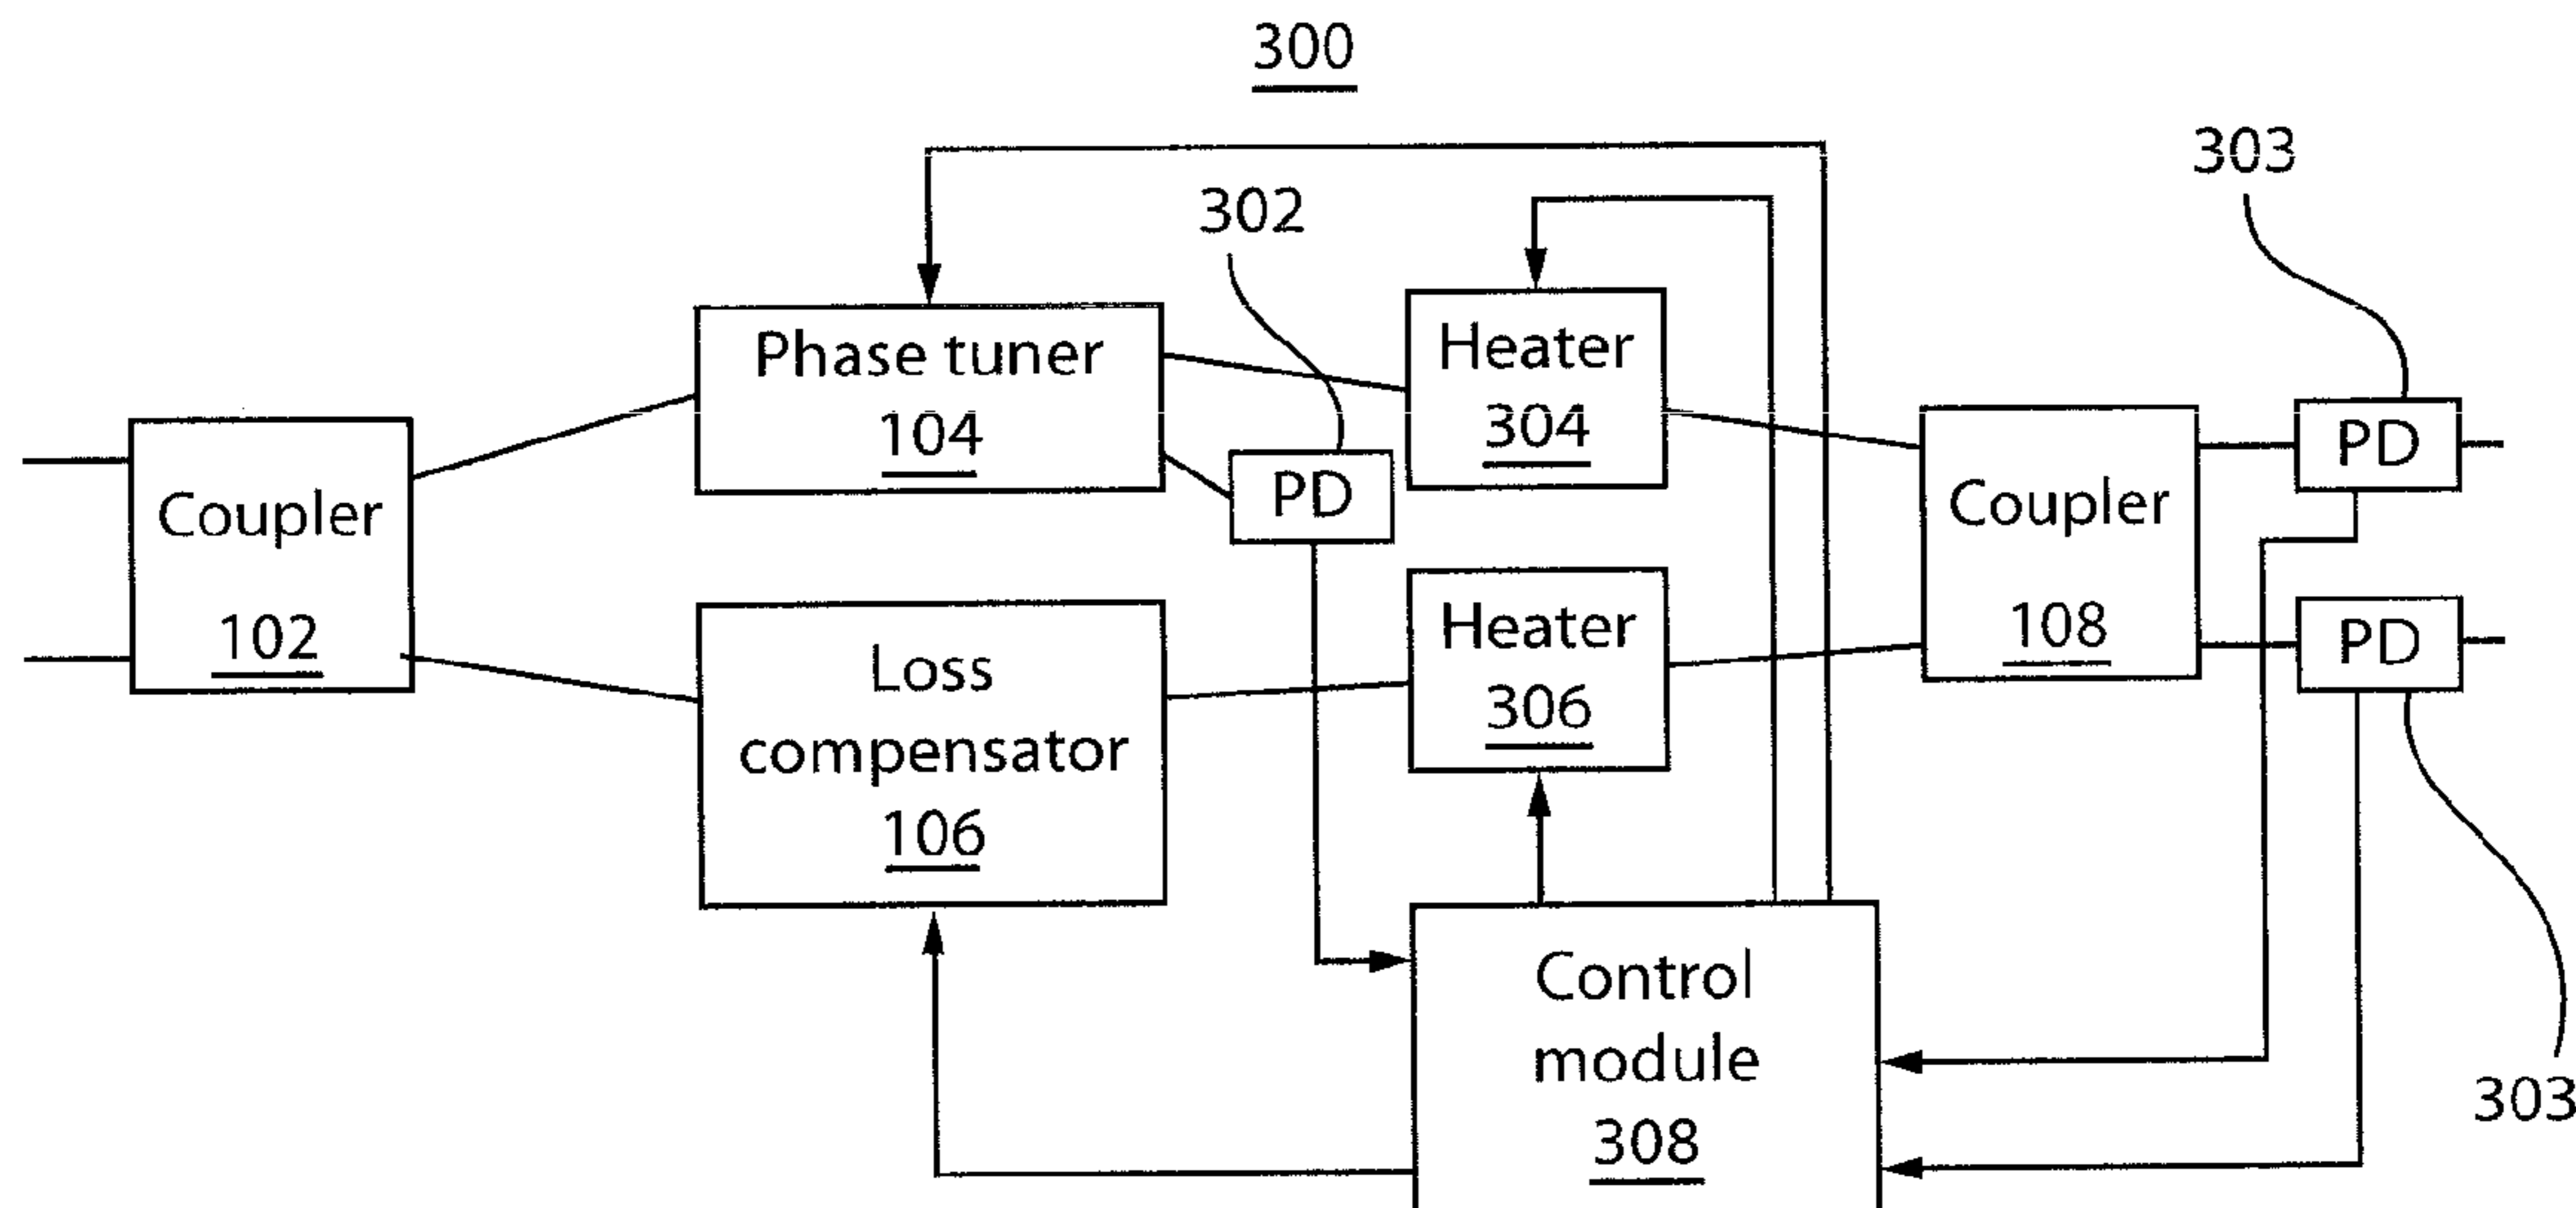 300
303
302
Phase tuner
104
Heater
304
PD
PD
Coupler
102
Coupler
108
Heater
306
PD
Loss
compensator
106
Control
module
308
303